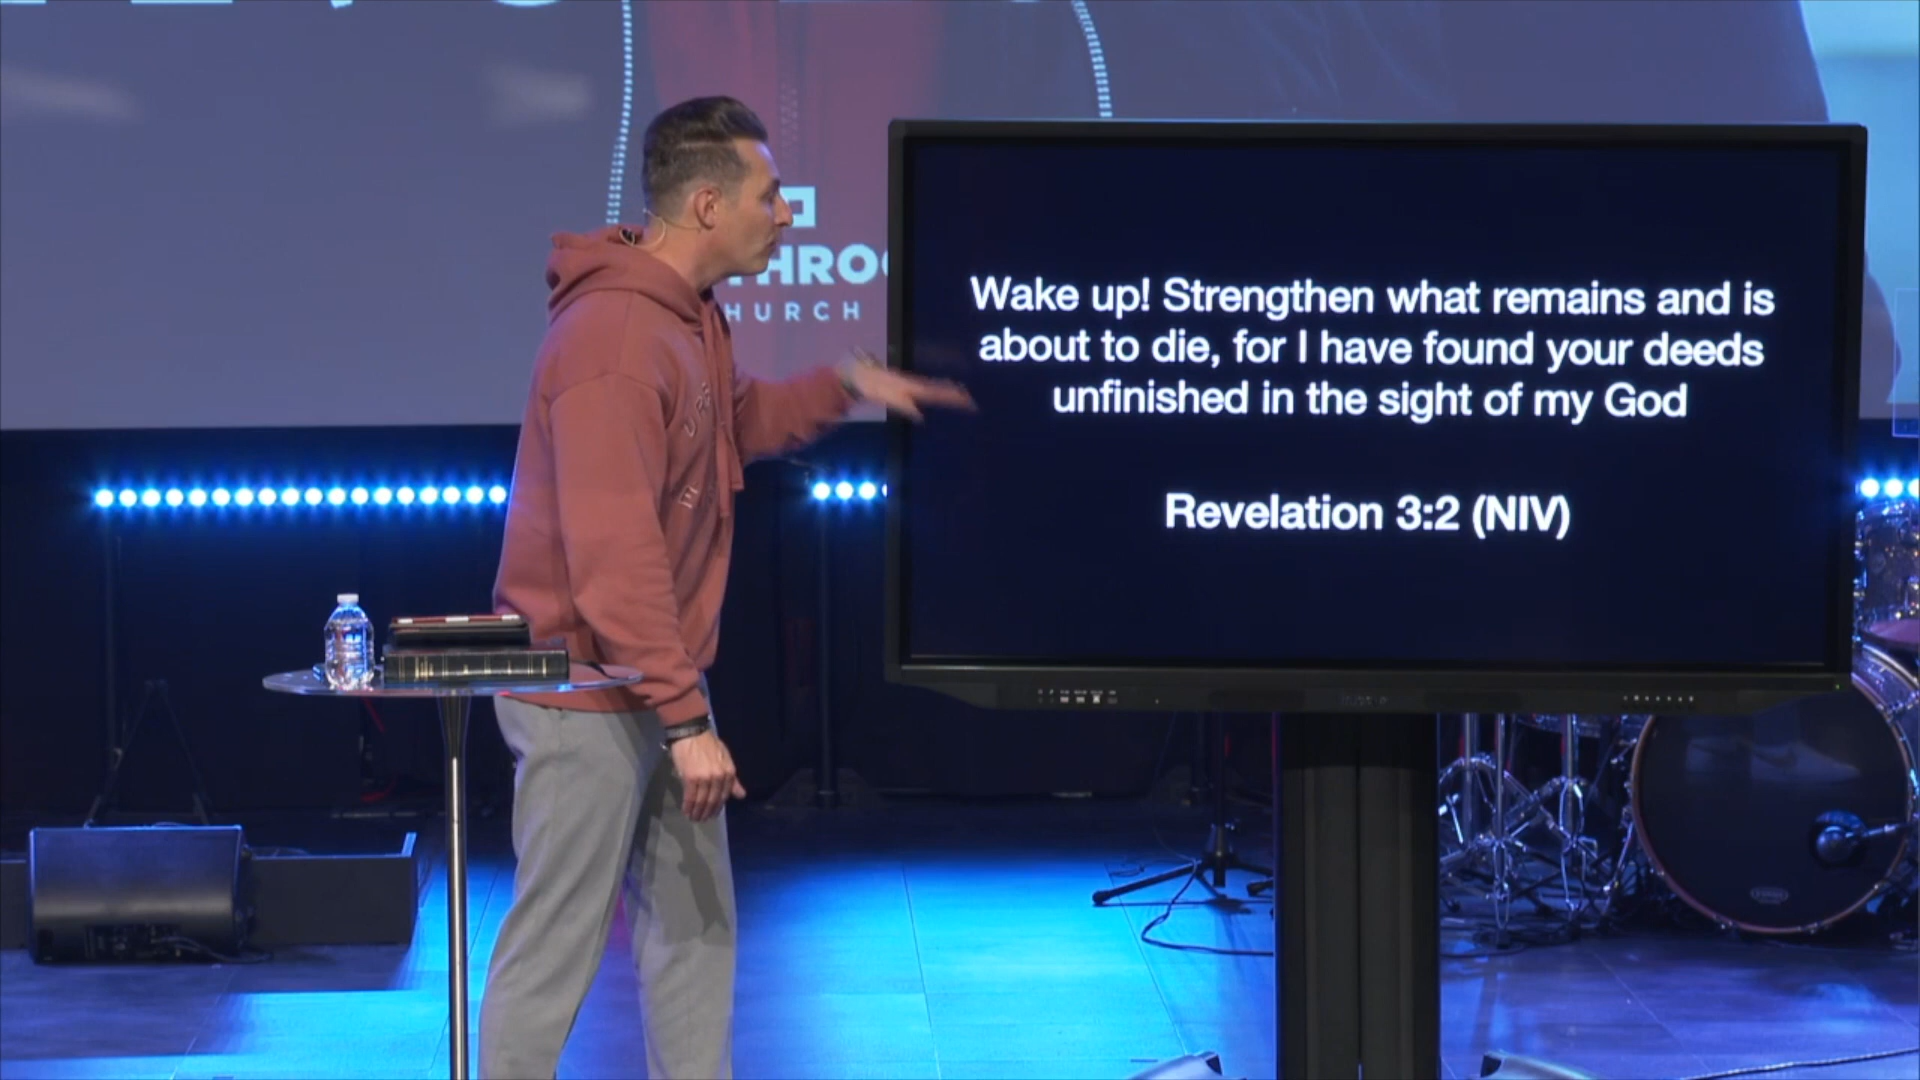 HURCH
Wake up! Strengthen what remains and is
about to die, for I have found your deeds
unfinished in the sight of my God
Revelation 3:2 (NIV)